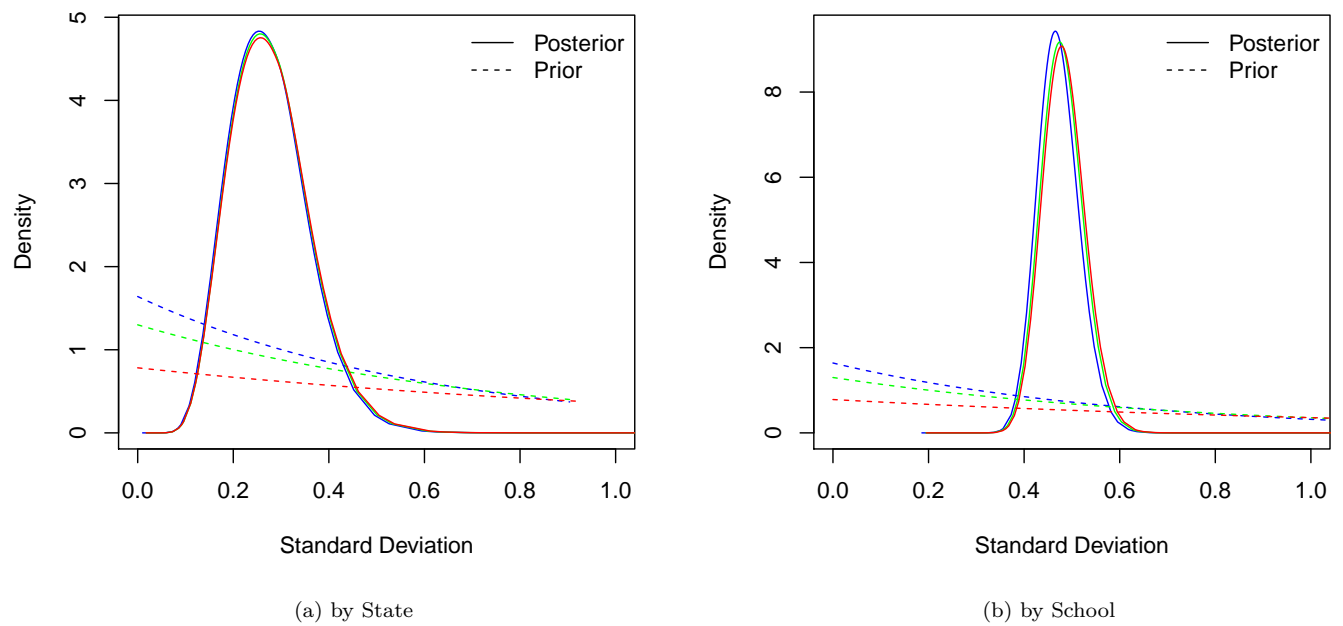 Density
5
4
3
2
1
0
Posterior
Prior
0.0 0.2 0.4 0.6 0.8 1.0
Standard Deviation
(a) by State
Density
8
6
4
2
0
Posterior
Prior
0.0 0.2 0.4 0.6 0.8 1.0
Standard Deviation
(b) by School